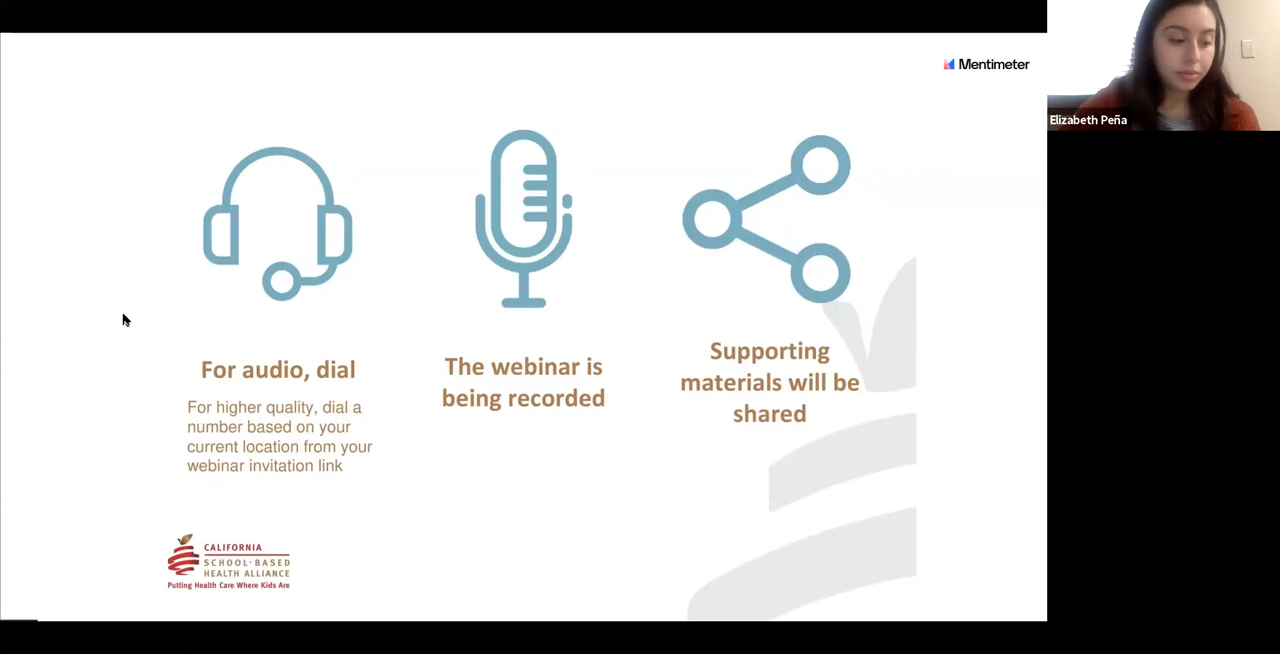 Mentimeter
Elizabeth Peña
For audio, dial
For higher quality, dial a
number based on your
current location from your
webinar invitation link
The webinar is
being recorded
Supporting
materials will be
shared
CALIFORNIA
SCHOOL-BASED
HEALTH ALLIANCE
Putting Health Care Where Kids Are